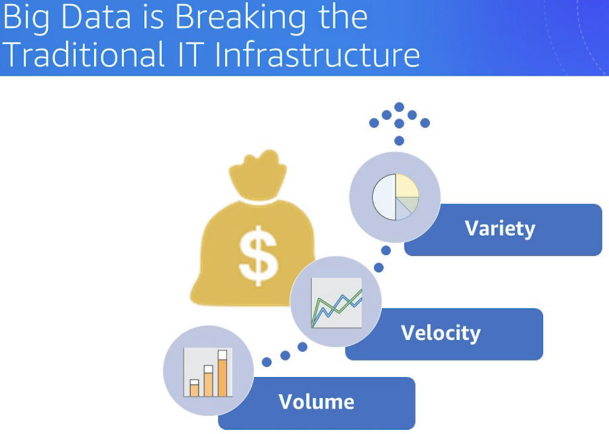 Big Data is Breaking the
Traditional IT Infrastructure
$
Variety
Velocity
Volume